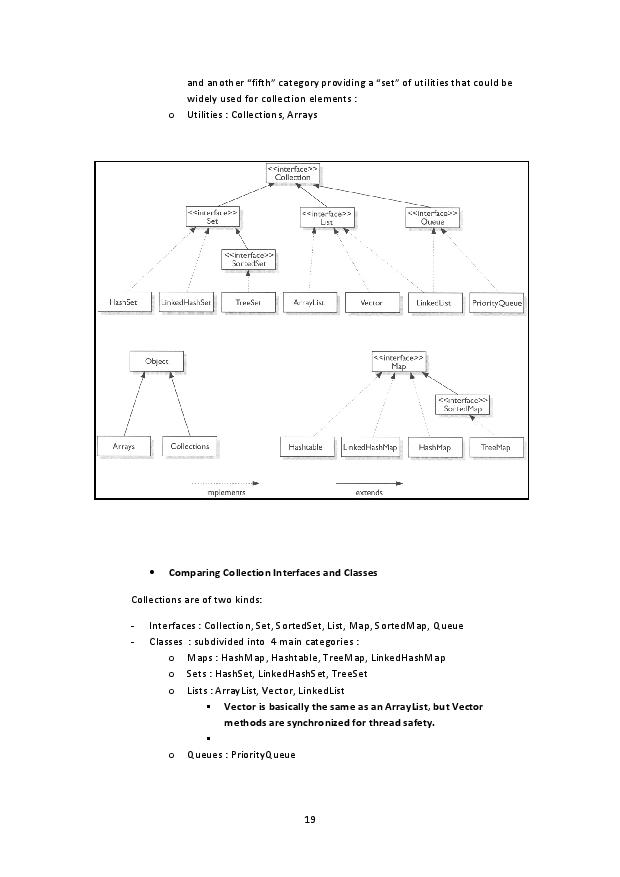 and another “fifth” category providing a “set” of utilities that could be
widely used for collection elements :
o Utilities : Collections, Arrays
<<interface>>
Collection
<<interface>> <<interface>> <<interface>>
Set List Queue
<<interface>>
SortedSet
HashSet LinkedHashSet TreeSet ArrayList Vector LinkedList PriorityQueue
Object <<interface>>
Map
<<interface>>
SortedMap
Arrays Collections Hashtable LinkedHashMap HashMap TreeMap
mplements extends
• Comparing Collection Interfaces and Classes
Collections are of two kinds:
- Interfaces : Collection, Set, SortedSet, List, Map, SortedMap, Queue
- Classes : subdivided into 4 main categories :
o Maps : HashMap, Hashtable, TreeMap, LinkedHashMap
o Sets : HashSet, LinkedHashSet, TreeSet
o Lists : ArrayList, Vector, LinkedList
▪ Vector is basically the same as an ArrayList, but Vector
methods are synchronized for thread safety.
▪
o Queues : PriorityQueue
19